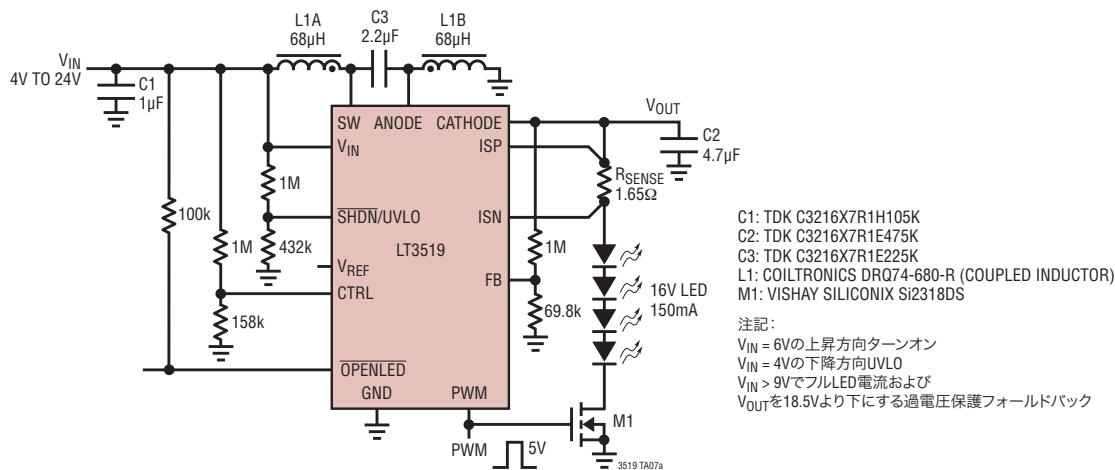 L1A
68µH
C3
2.2µF
L1B
68µH
VIN
4V TO 24V
C1
1µF
SW ANODE CATHODE
VOUT
VIN
ISP
C2
4.7µF
1M
RSENSE
1.65Ω
100k
SHDN/UVLO
ISN
1M
432k
LT3519
1M
VREF
FB
16V LED
150mA
CTRL
69.8k
158k
OPENLED
GND
PWM
M1
PWM
5V
3519 TA07a
C1: TDK C3216X7R1H105K
C2: TDK C3216X7R1E475K
C3: TDK C3216X7R1E225K
L1: COILTRONICS DRQ74-680-R (COUPLED INDUCTOR)
M1: VISHAY SILICONIX Si2318DS
注記：
VIN = 6Vの上昇方向ターンオン
VIN = 4Vの下降方向UVLO
VIN > 9VでフルLED電流および
VOUTを18.5Vより下にする過電圧保護フォールドバック